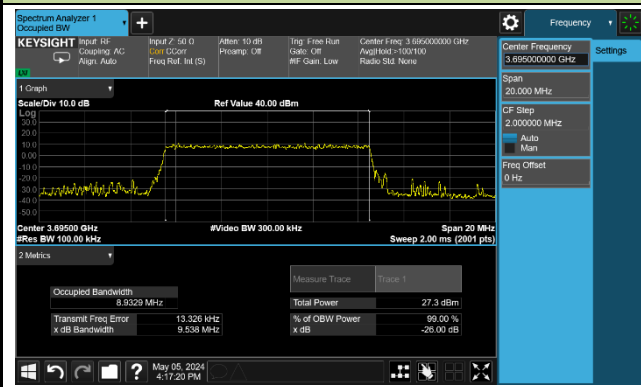 Spectrum Analyzer 1
Occupied BW
Frequency
KEYSIGHT
Input: RF
Coupling: AC
Align: Auto
Input Z: 50 Ω
Corr CCorr
Freq Ref: Int (S)
Atten: 10 dB
Preamp: Off
Trig: Free Run
Gate: Off
#IF Gain: Low
Center Freq: 3.695000000 GHz
Avg|Hold:>100/100
Radio Std: None
Center Frequency
3.695000000 GHz
Settings
Span
20.000 MHz
CF Step
2.000000 MHz
Auto
Man
Freq Offset
0 Hz
1 Graph
Scale/Div 10.0 dB
Ref Value 40.00 dBm
Log
30.0
20.0
10.0
0.00
-10.0
-20.0
-30.0
-40.0
-50.0
Center 3.69500 GHz
#Video BW 300.00 kHz
Span 20 MHz
#Res BW 100.00 kHz
Sweep 2.00 ms (2001 pts)
2 Metrics
Measure Trace
Trace 1
Occupied Bandwidth
8.9329 MHz
Total Power
27.3 dBm
Transmit Freq Error
13.326 kHz
% of OBW Power
99.00 %
x dB Bandwidth
9.538 MHz
x dB
-26.00 dB
May 05, 2024
4:17:20 PM